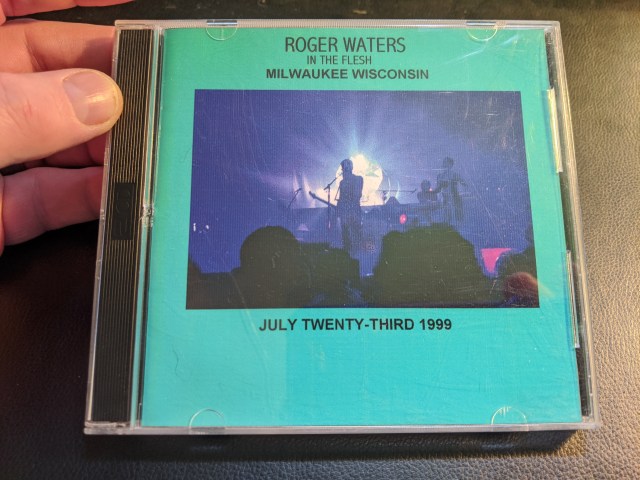 ROGER WATERS
IN THE FLESH
MILWAUKEE WISCONSIN
JULY TWENTY-THIRD 1999